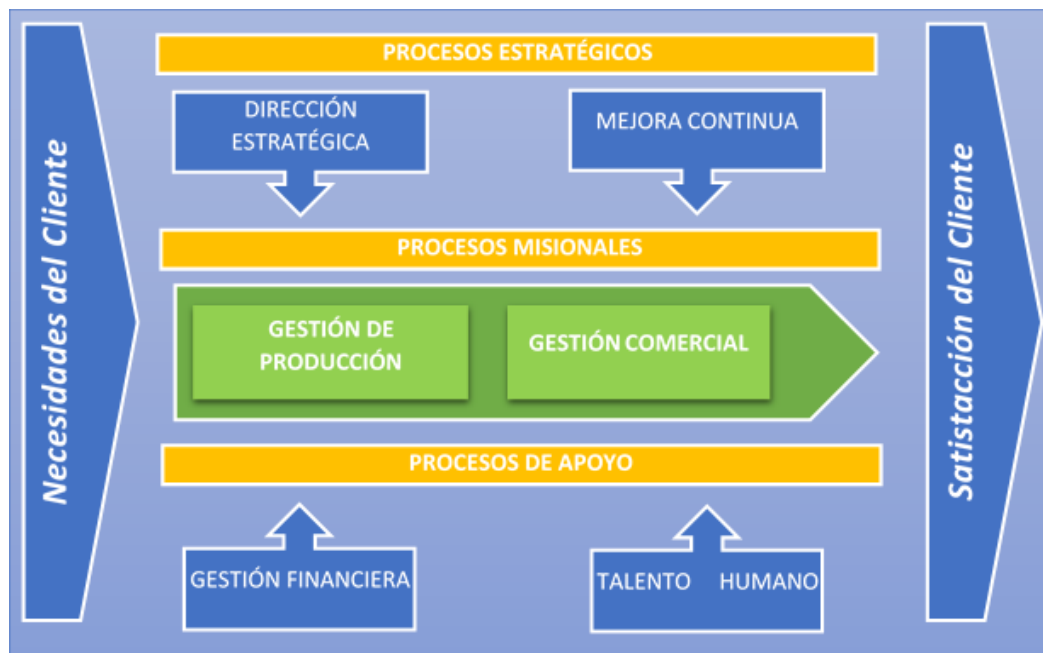 Necesidades del Cliente
PROCESOS ESTRATÉGICOS
DIRECCIÓN
ESTRATÉGICA
MEJORA CONTINUA
PROCESOS MISIONALES
GESTIÓN DE
PRODUCCIÓN
GESTIÓN COMERCIAL
PROCESOS DE APOYO
GESTIÓN FINANCIERA
TALENTO HUMANO
Satistacción del Cliente